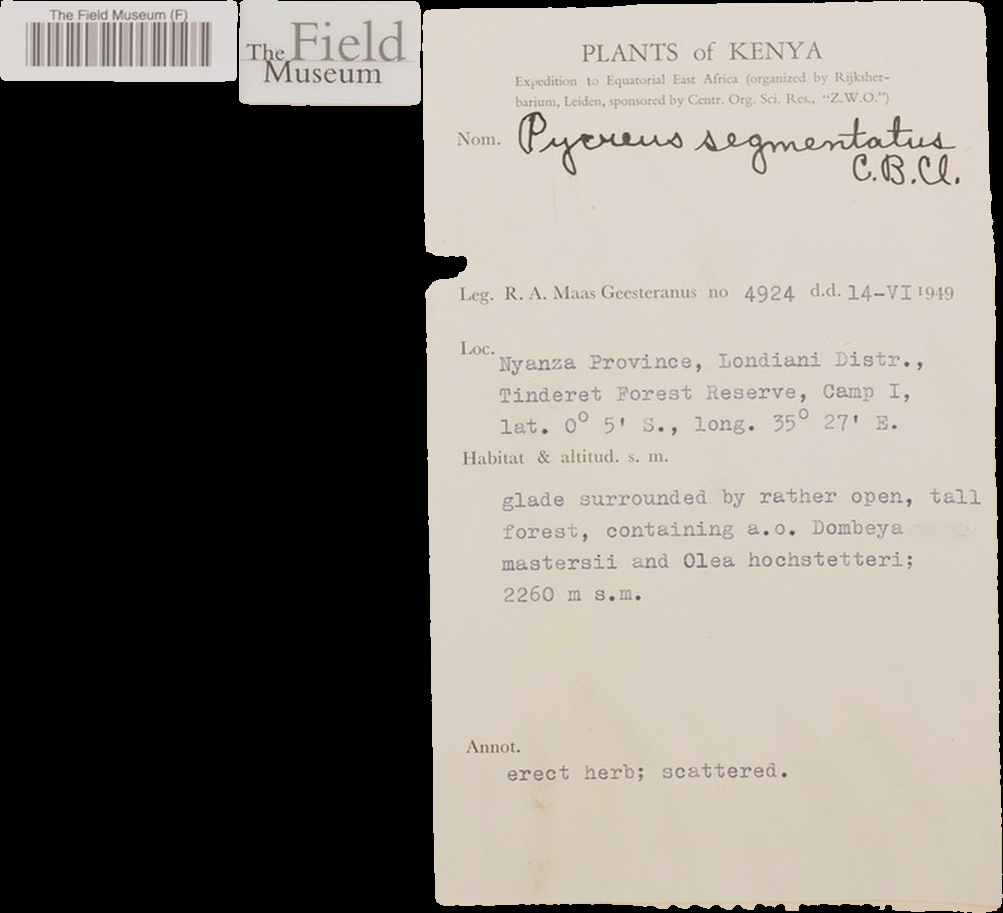 The Field Museum (F)
The Field
Museum
PLANTS of KENYA
Expedition to Equatorial East Africa (organized by Rijksher-
barium, Leiden, sponsored by Centr. Org. Sci. Res., "Z.W.O.")
Nom. Pycreus segmentatus
C.B.Cl.
Leg. R. A. Maas Geesteranus no 4924 d.d. 14-VI 1949
Loc. Nyanza Province, Londiani Distr.,
Tinderet Forest Reserve, Camp I,
lat. 0° 5' S., long. 35° 27' E.
Habitat & altitud. s. m.
glade surrounded by rather open, tall
forest, containing a.o. Dombeya
mastersii and Olea hochstetteri;
2260 m s.m.
Annot.
erect herb; scattered.